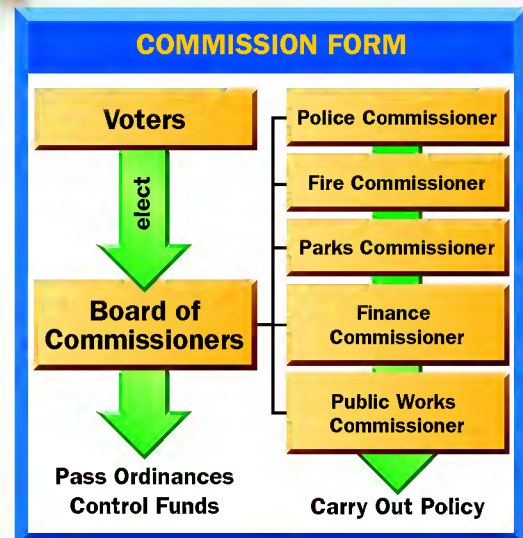 COMMISSION FORM
Voters
elect
Board of
Commissioners
Pass Ordinances
Control Funds
Police Commissioner
Fire Commissioner
Parks Commissioner
Finance
Commissioner
Public Works
Commissioner
Carry Out Policy